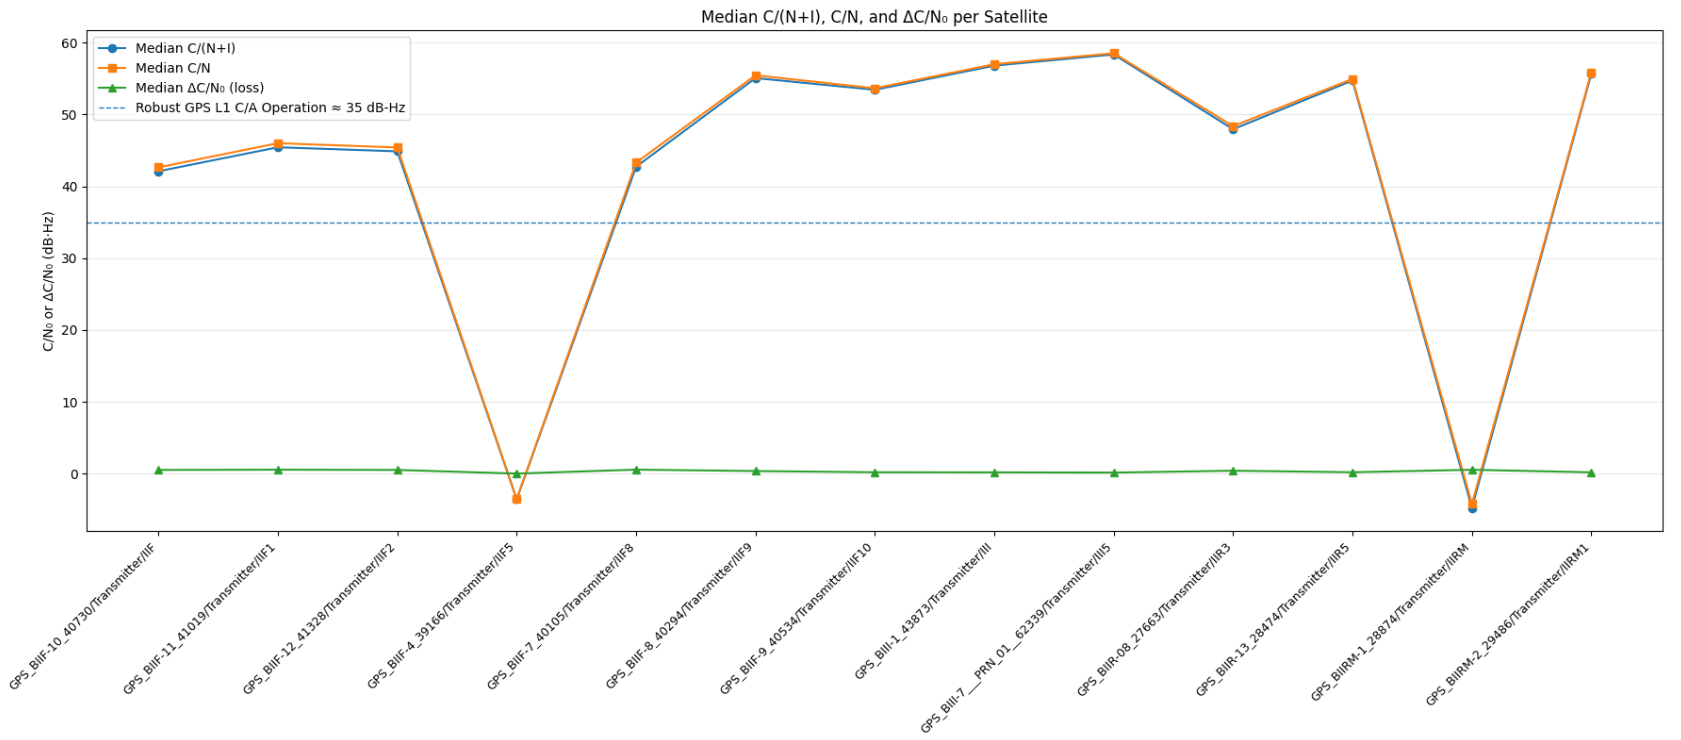 Median C/(N+I), C/N, and ΔC/N₀ per Satellite
Median C/(N+I)
Median C/N
Median ΔC/N₀ (loss)
Robust GPS L1 C/A Operation ≈ 35 dB-Hz
C/N₀ or ΔC/N₀ (dB·Hz)
60
50
40
30
20
10
0
GPS_BIIF-10_40730/Transmitter/IIF
GPS_BIIF-11_41019/Transmitter/IIF1
GPS_BIIF-12_41328/Transmitter/IIF2
GPS_BIIF-4_39166/Transmitter/IIF5
GPS_BIIF-7_40105/Transmitter/IIF8
GPS_BIIF-8_40294/Transmitter/IIF9
GPS_BIIF-9_40534/Transmitter/IIF10
GPS_BIII-1_43873/Transmitter/III
GPS_BIII-7___PRN_01__62339/Transmitter/III5
GPS_BIIR-08_27663/Transmitter/IIR3
GPS_BIIR-13_28474/Transmitter/IIR5
GPS_BIIRM-1_28874/Transmitter/IIRM
GPS_BIIRM-2_29486/Transmitter/IIRM1